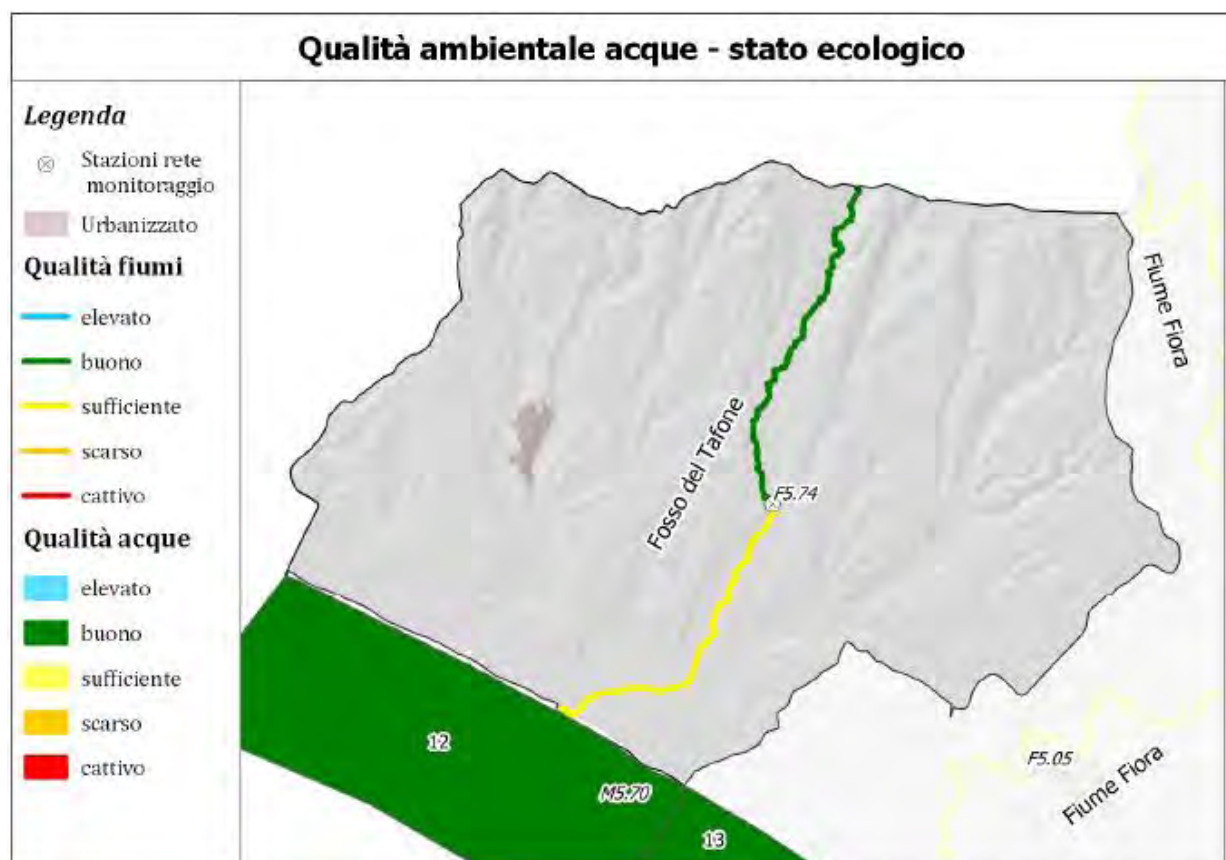 Qualità ambientale acque - stato ecologico
Legenda
Stazioni rete
monitoraggio
Urbanizzato
Qualità fiumi
elevato
buono
sufficiente
scarso
cattivo
Qualità acque
elevato
buono
sufficiente
scarso
cattivo
Fiume Fiora
Fosso del Tafone
F5.74
12
M5.70
13
F5.05
Fiume Fiora